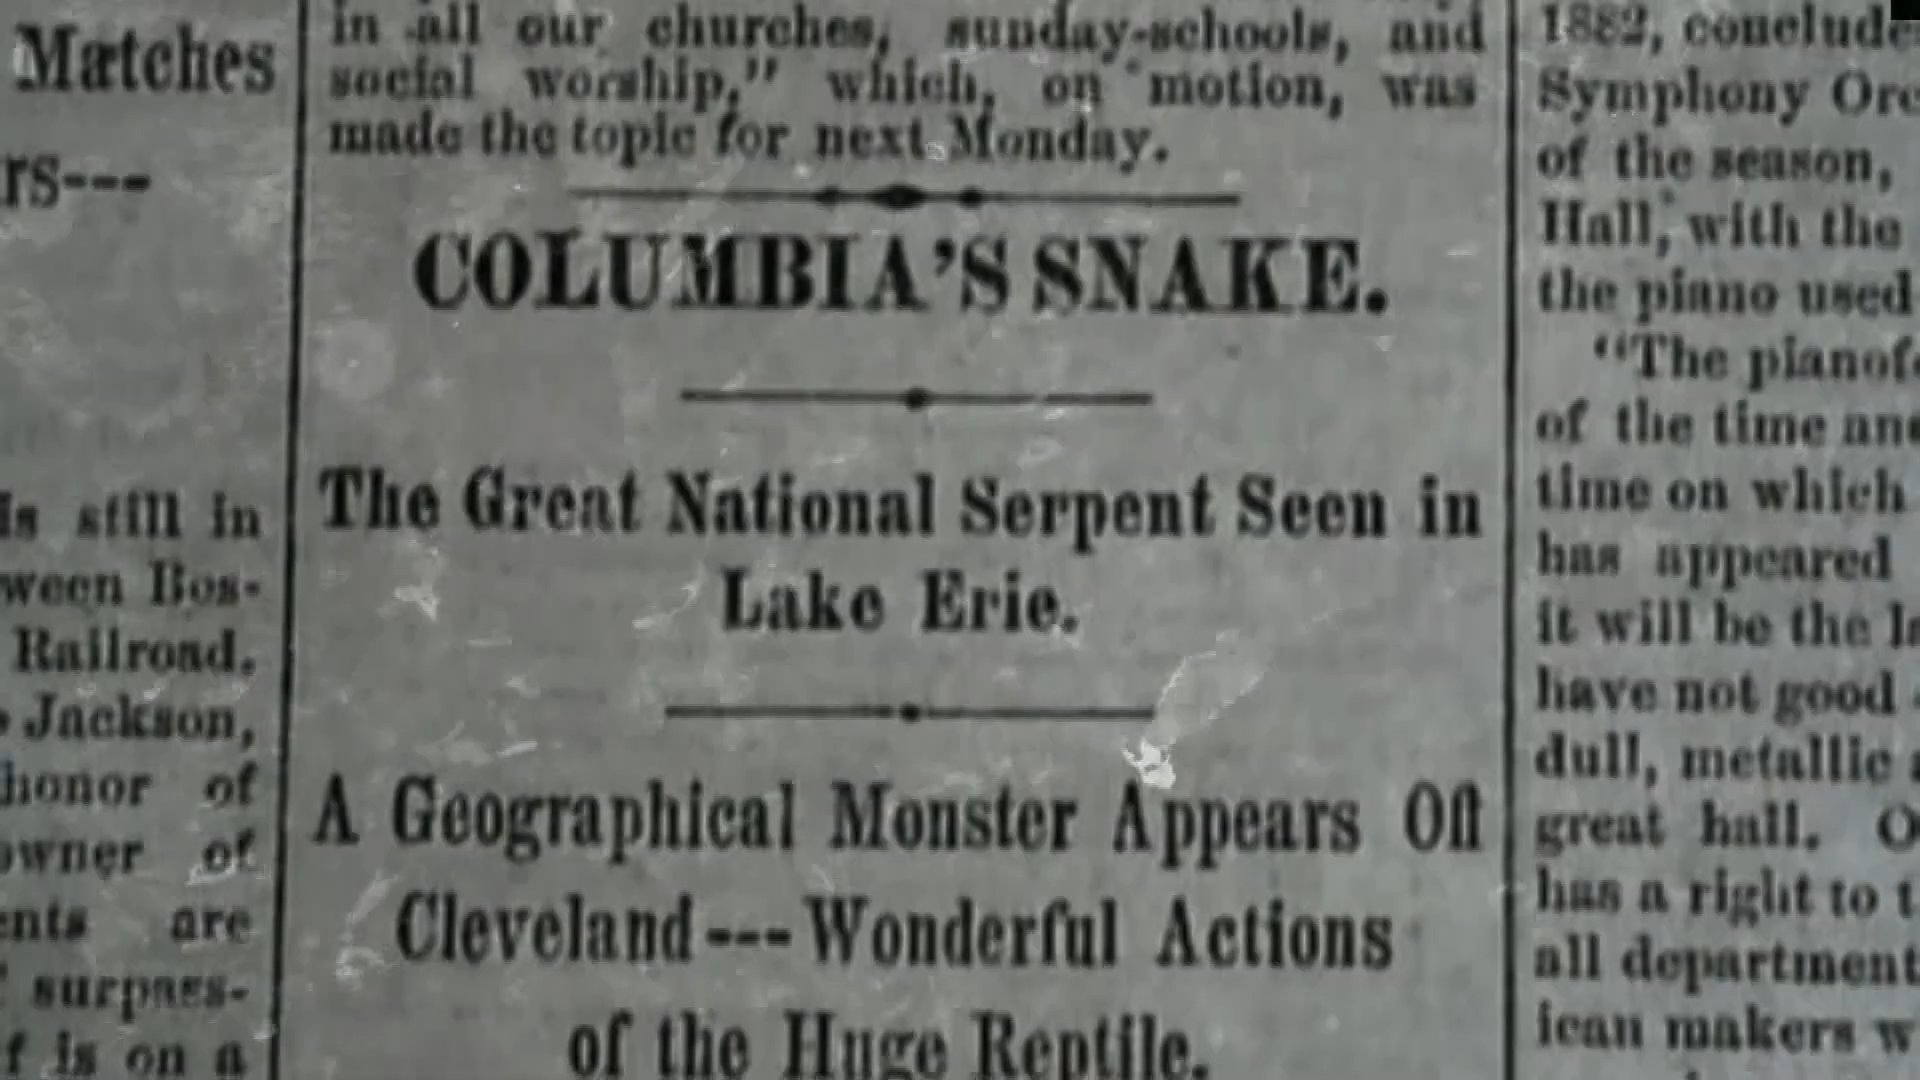 Matches
rs---
is still in
ween Bos-
Railroad.
Jackson,
honor of
owner of
ents are
surpass-
f is on a
in all our churches, sunday-schools, and
social worship," which, on motion, was
made the topic for next Monday.
COLUMBIA'S SNAKE.
The Great National Serpent Seen in
Lake Erie.
A Geographical Monster Appears Off
Cleveland---Wonderful Actions
of the Huge Reptile.
1882, conclude
Symphony Orc
of the season,
Hall, with the
the piano used
"The pianofo
of the time and
time on which
has appeared
it will be the la
have not good
dull, metallic a
great hall. O
has a right to t
all department
ican makers w